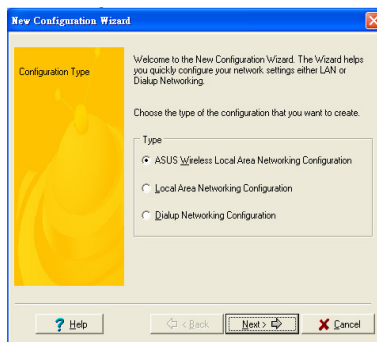 New Configuration Wizard
Configuration Type
Welcome to the New Configuration Wizard. The Wizard helps
you quickly configure your network settings either LAN or
Dialup Networking.
Choose the type of the configuration that you want to create.
Type
ASUS Wireless Local Area Networking Configuration
Local Area Networking Configuration
Dialup Networking Configuration
Help
< Back
Next >
Cancel